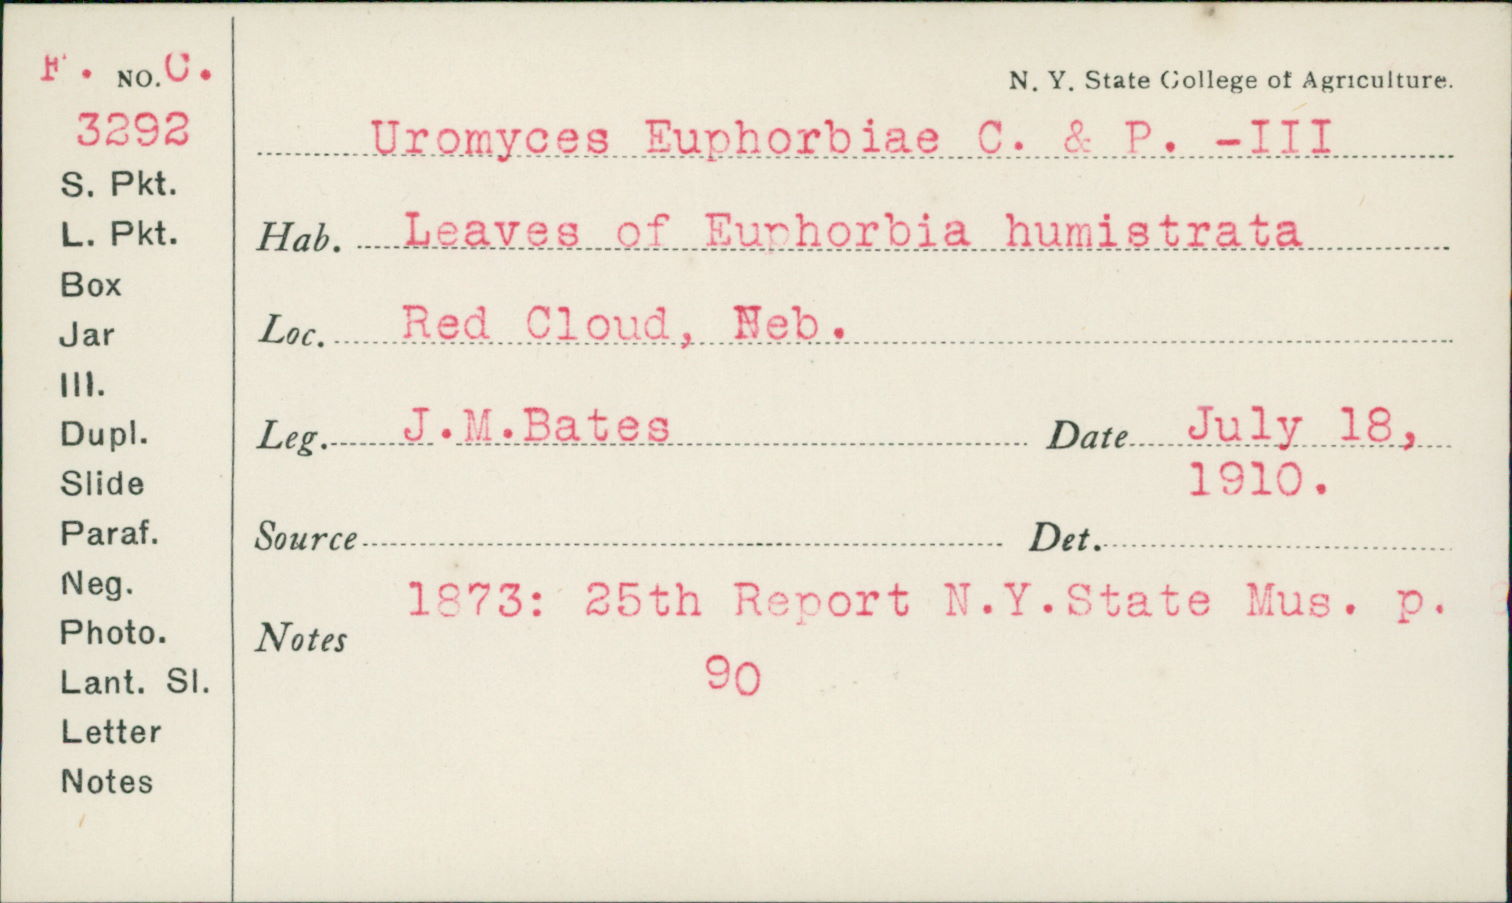 F. NO. C.
3292
S. Pkt.
L. Pkt.
Box
Jar
Ill.
Dupl.
Slide
Paraf.
Neg.
Photo.
Lant. Sl.
Letter
Notes
N. Y. State College of Agriculture.
Uromyces Euphorbiae C. & P. -III
Hab. Leaves of Euphorbia humistrata
Loc. Red Cloud, Neb.
Leg. J.M.Bates Date July 18,
1910.
Source Det.
1873: 25th Report N.Y.State Mus. p.
Notes
90